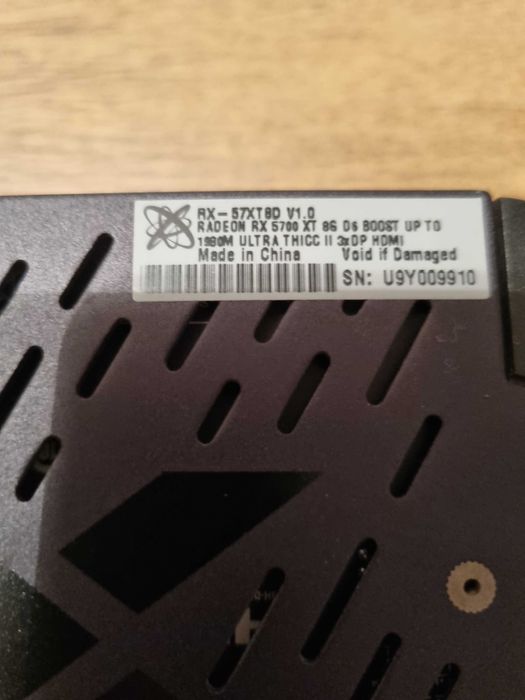 RX-57XT8D V1.0
RADEON RX 5700 XT 8G D6 BOOST UP TO
1980M ULTRA THICC II 3xDP HDMI
Made in China Void if Damaged
SN: U9Y009910